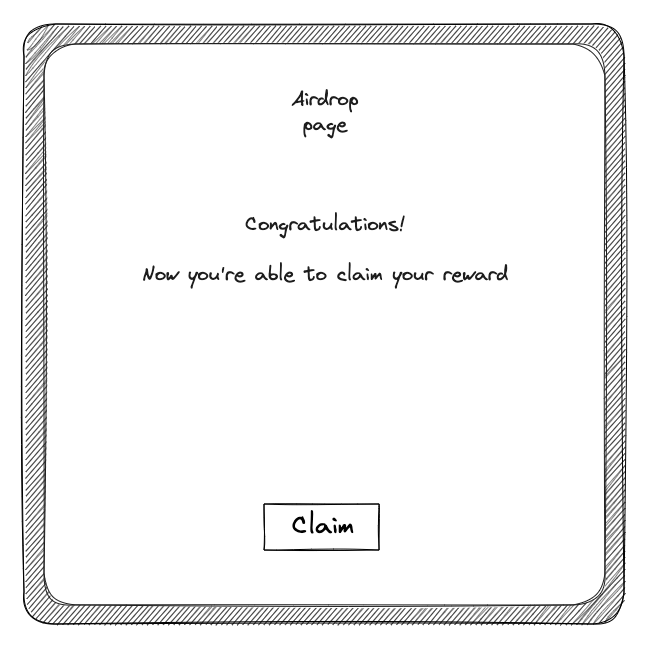 Airdrop
page
Congratulations!
Now you're able to claim your reward
Claim